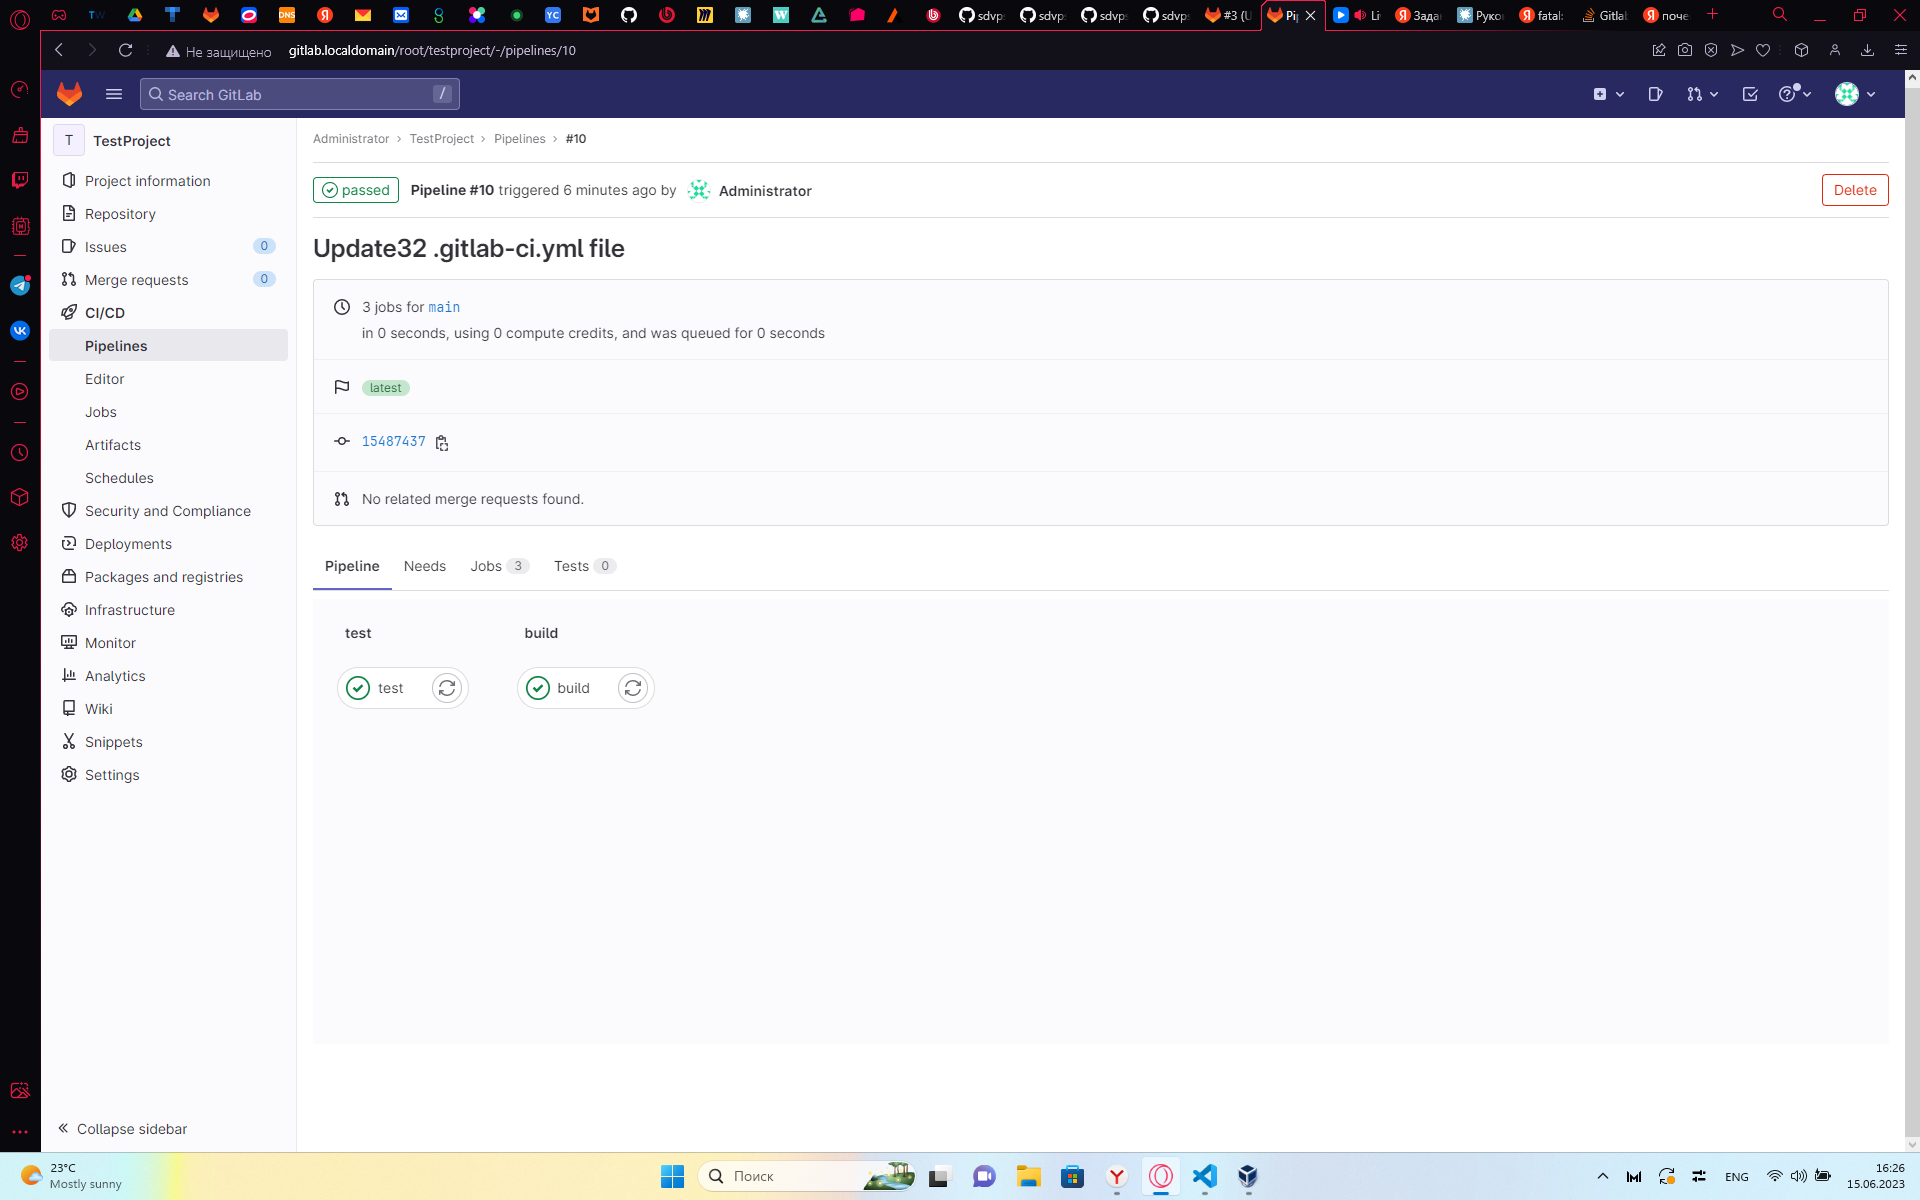 TW
DNS
YC
sdvp
sdvp
sdvp
sdvp
#3 (U
Pi
Li
Зада
Руко
fatal:
Gitla
поче
Не защищено gitlab.localdomain/root/testproject/-/pipelines/10
Search GitLab /
T TestProject
Project information
Repository
Issues 0
Merge requests 0
CI/CD
Pipelines
Editor
Jobs
Artifacts
Schedules
Security and Compliance
Deployments
Packages and registries
Infrastructure
Monitor
Analytics
Wiki
Snippets
Settings
Collapse sidebar
Administrator › TestProject › Pipelines › #10
passed Pipeline #10 triggered 6 minutes ago by Administrator Delete
Update32 .gitlab-ci.yml file
3 jobs for main
in 0 seconds, using 0 compute credits, and was queued for 0 seconds
latest
15487437
No related merge requests found.
Pipeline Needs Jobs 3 Tests 0
test build
test build
23°C
Mostly sunny
Поиск
ENG
16:26
15.06.2023